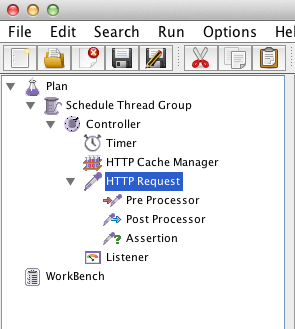 File Edit Search Run Options He
Plan
Schedule Thread Group
Controller
Timer
HTTP Cache Manager
HTTP Request
Pre Processor
Post Processor
Assertion
Listener
WorkBench